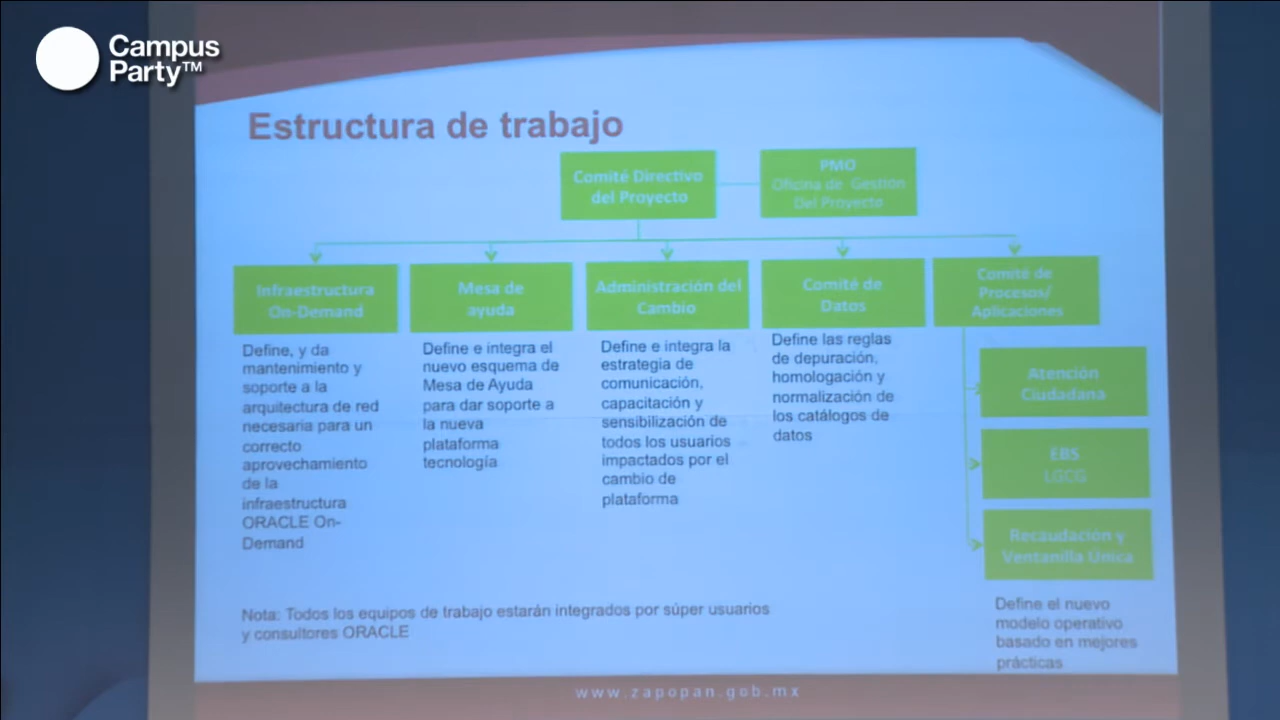 Campus
Party™
Estructura de trabajo
Comité Directivo
del Proyecto
PMO
Oficina de Gestión
Del Proyecto
Infraestructura
On-Demand
Mesa de
ayuda
Administración del
Cambio
Comité de
Datos
Comité de
Procesos/
Aplicaciones
Define, y da
mantenimiento y
soporte a la
arquitectura de red
necesaria para un
correcto
aprovechamiento
de la
infraestructura
ORACLE On-
Demand
Define e integra el
nuevo esquema de
Mesa de Ayuda
para dar soporte a
la nueva
plataforma
tecnología
Define e integra la
estrategia de
comunicación,
capacitación y
sensibilización de
todos los usuarios
impactados por el
cambio de
plataforma
Define las reglas
de depuración,
homologación y
normalización de
los catálogos de
datos
Atención
Ciudadana
EBS
LGCG
Recaudación y
Ventanilla Única
Define el nuevo
modelo operativo
basado en mejores
prácticas
Nota: Todos los equipos de trabajo estarán integrados por súper usuarios
y consultores ORACLE
www.zapopan.gob.mx